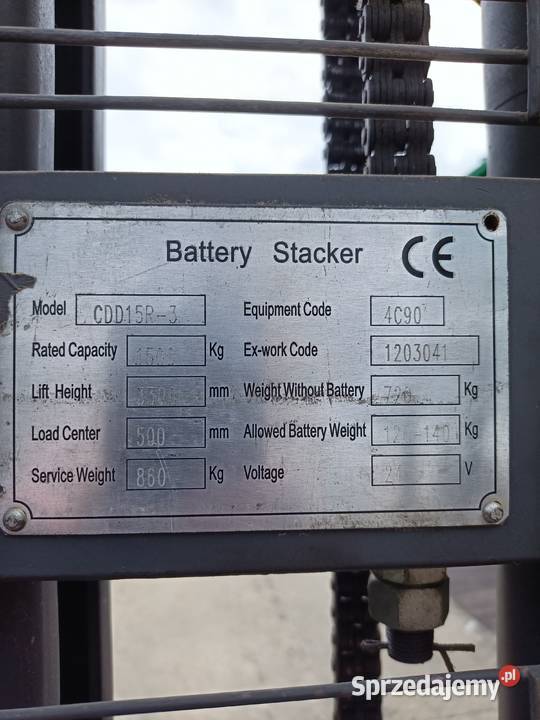 Battery Stacker CE
Model CDD15R-3 Equipment Code 4C90
Rated Capacity Kg Ex-work Code 1203041
Lift Height mm Weight Without Battery Kg
Load Center 500 mm Allowed Battery Weight Kg
Service Weight 860 Kg Voltage V
Sprzedajemy.pl